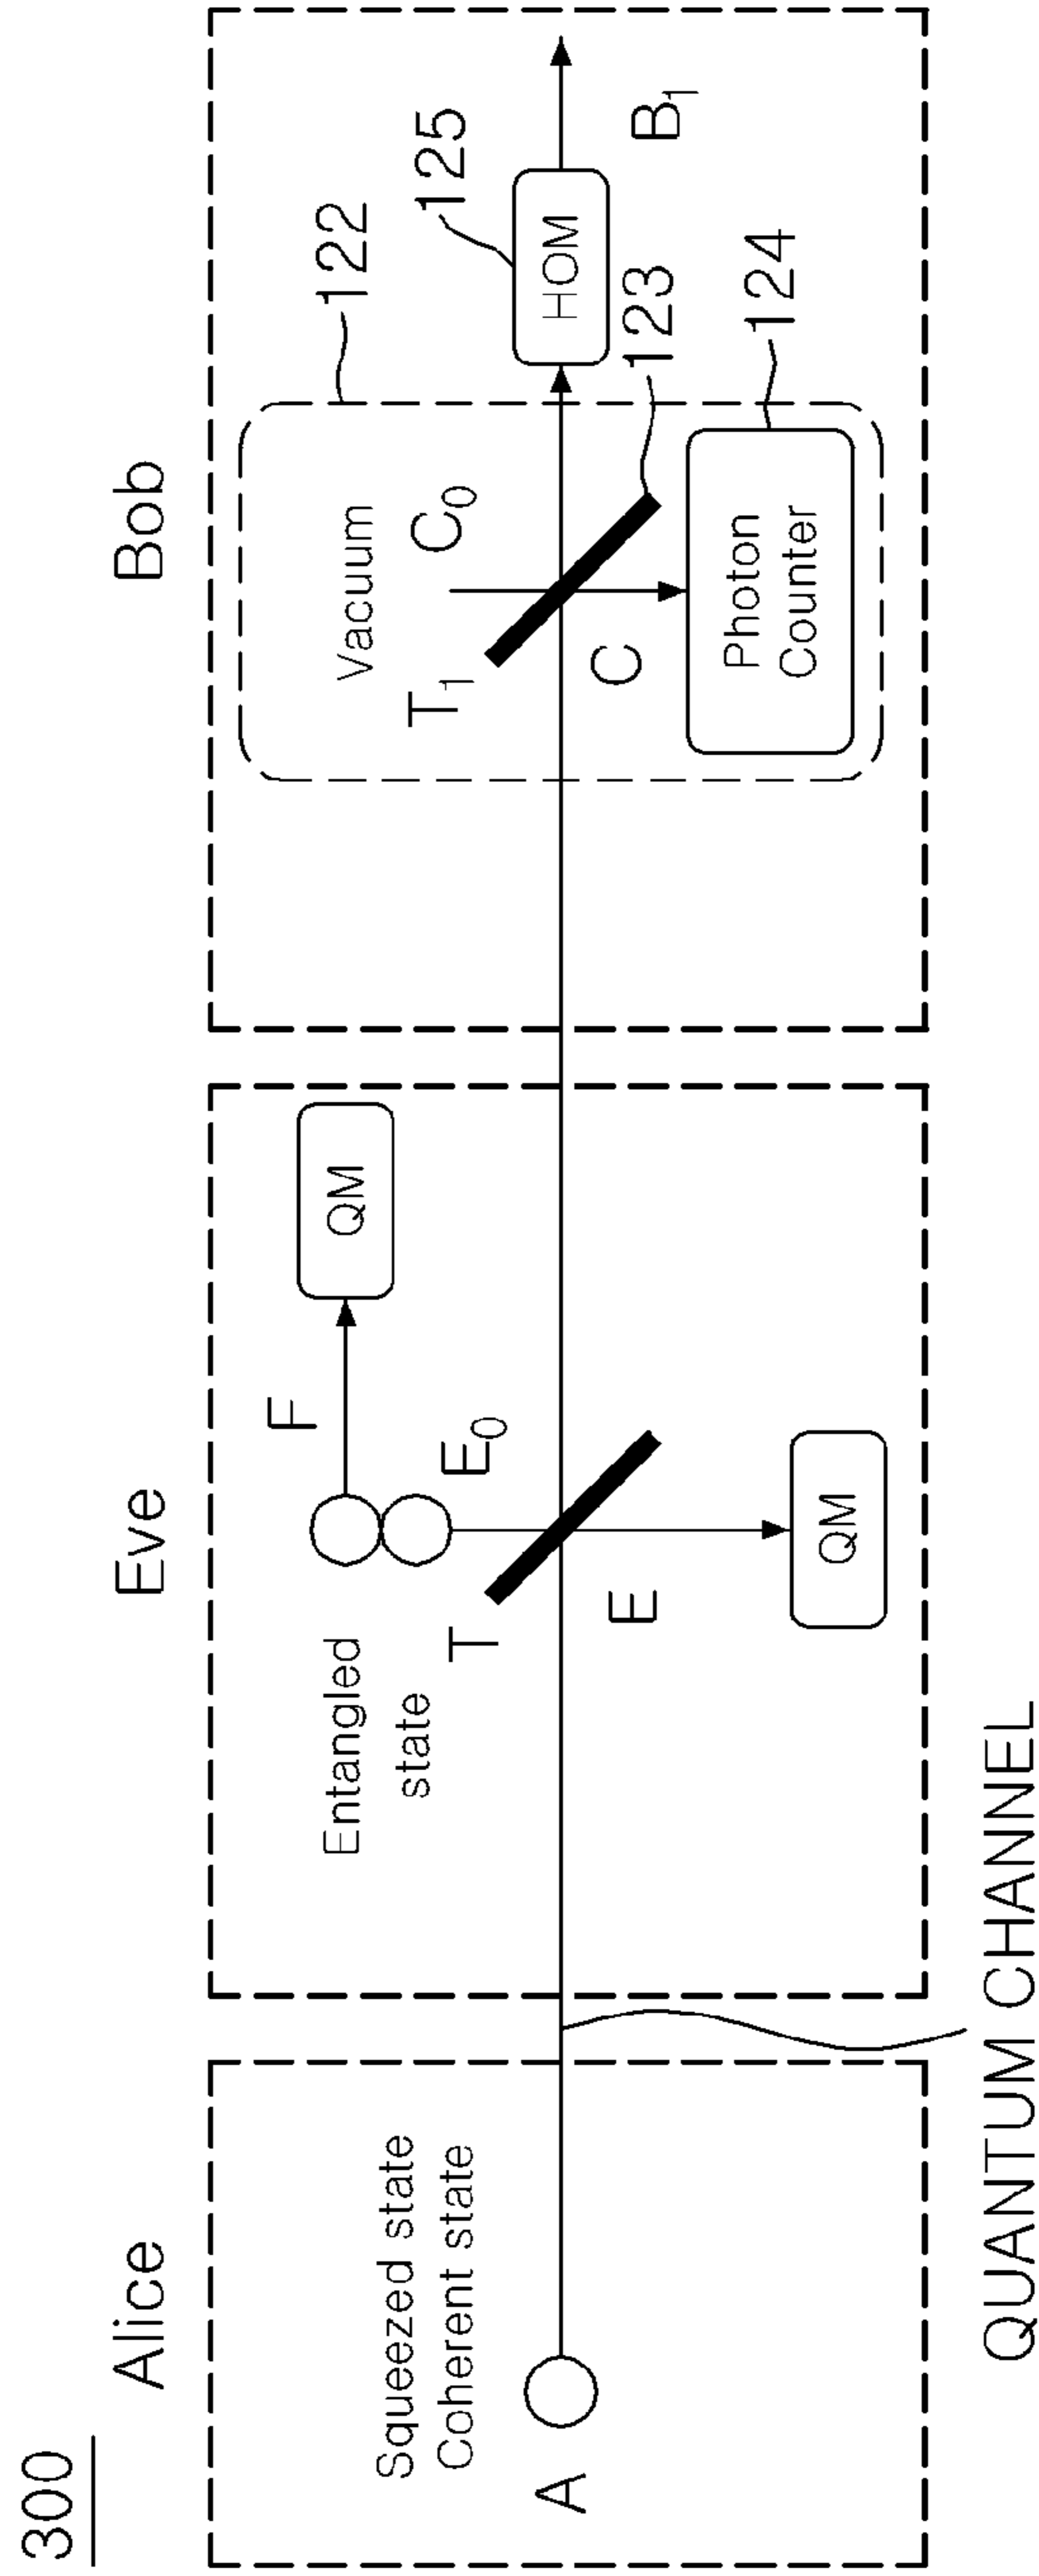 300
Alice
Eve
Bob
Squeezed state
Coherent state
A
Entangled
state
F
QM
E0
T
E
QM
122
Vacuum
C0
T1
C
123
Photon
Counter
124
125
HOM
B1
QUANTUM CHANNEL